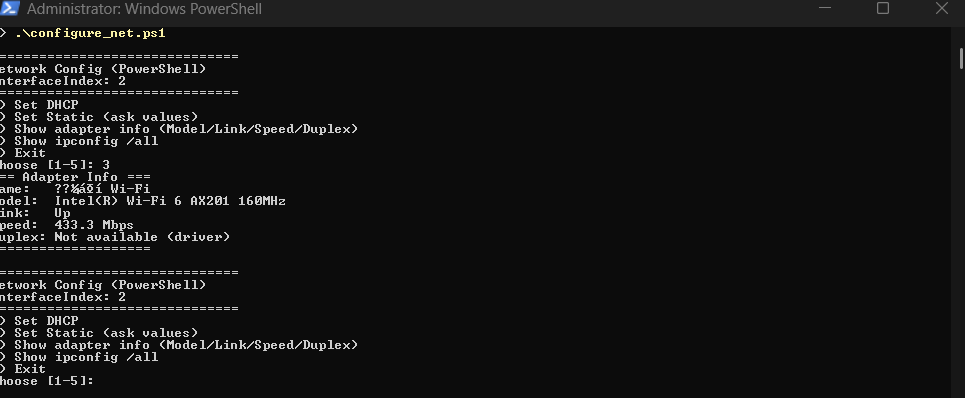 Administrator: Windows PowerShell
> .\configure_net.ps1
==============================
etwork Config (PowerShell)
nterfaceIndex: 2
==============================
) Set DHCP
) Set Static (ask values)
) Show adapter info (Model/Link/Speed/Duplex)
) Show ipconfig /all
) Exit
hoose [1-5]: 3
== Adapter Info ===
ame: Wi-Fi
odel: Intel(R) Wi-Fi 6 AX201 160MHz
ink: Up
peed: 433.3 Mbps
uplex: Not available (driver)
===================
==============================
etwork Config (PowerShell)
nterfaceIndex: 2
==============================
) Set DHCP
) Set Static (ask values)
) Show adapter info (Model/Link/Speed/Duplex)
) Show ipconfig /all
) Exit
hoose [1-5]: